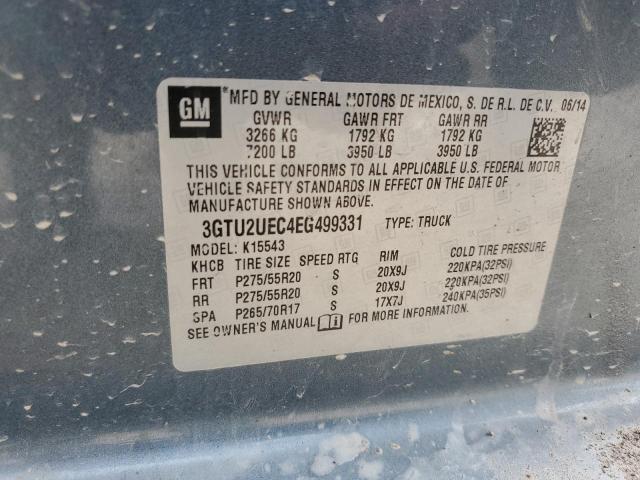 GM
*MFD BY GENERAL MOTORS DE MEXICO, S. DE R.L. DE C.V. 06/14
GVWR GAWR FRT GAWR RR
3266 KG 1792 KG 1792 KG
7200 LB 3950 LB 3950 LB
THIS VEHICLE CONFORMS TO ALL APPLICABLE U.S. FEDERAL MOTOR
VEHICLE SAFETY STANDARDS IN EFFECT ON THE DATE OF
MANUFACTURE SHOWN ABOVE.
3GTU2UEC4EG499331 TYPE: TRUCK
MODEL: K15543
KHCB TIRE SIZE SPEED RTG RIM COLD TIRE PRESSURE
FRT P275/55R20 S 20X9J 220KPA(32PSI)
RR P275/55R20 S 20X9J 220KPA(32PSI)
SPA P265/70R17 S 17X7J 240KPA(35PSI)
SEE OWNER'S MANUAL FOR MORE INFORMATION.